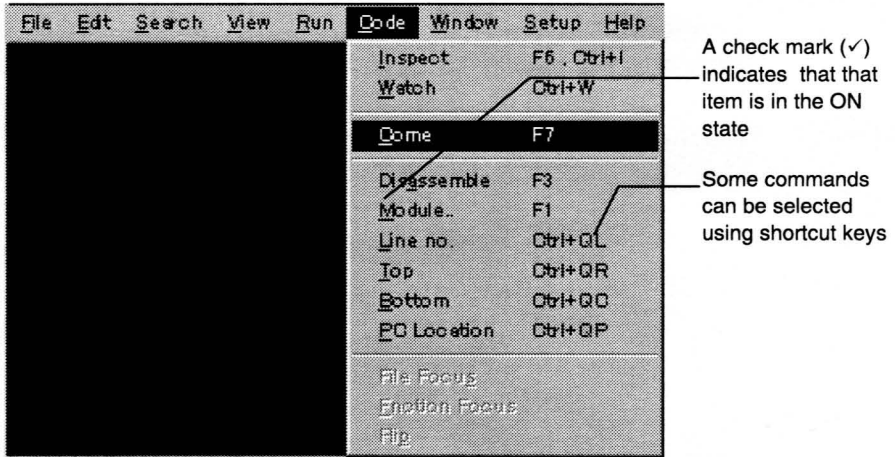 File Edit Search View Run Code Window Setup Help
Inspect F6 , Ctrl+I
Watch Ctrl+W
Come F7
Disassemble F3
Module.. F1
Line no. Ctrl+QL
Top Ctrl+QR
Bottom Ctrl+QC
PC Location Ctrl+QP
File Focus
Fnction Focus
Flip
A check mark (✓)
indicates that that
item is in the ON
state
Some commands
can be selected
using shortcut keys